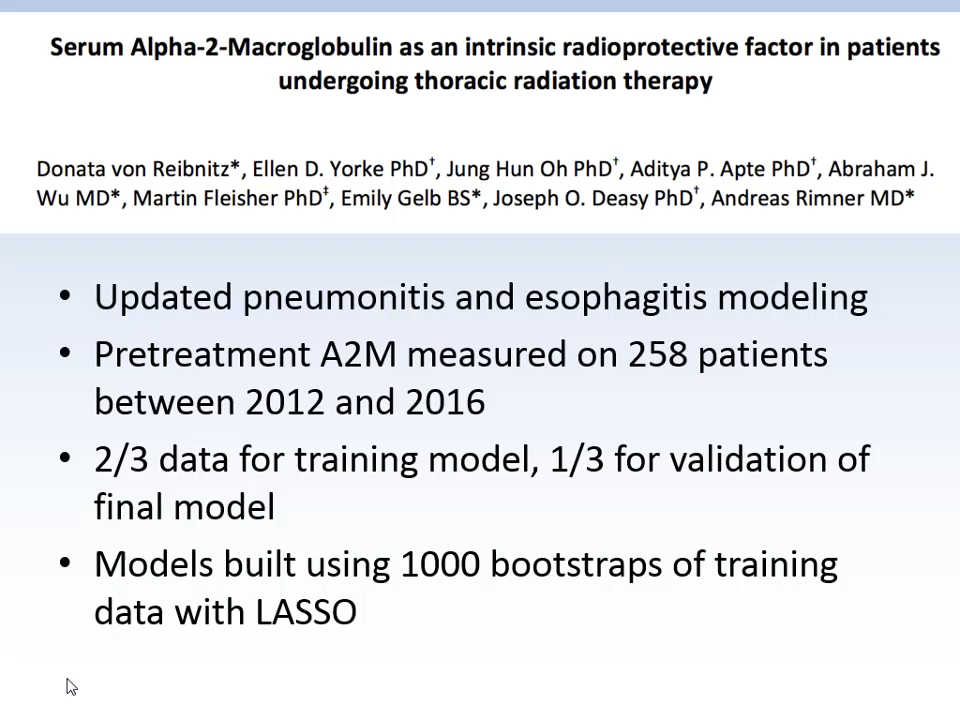 Serum Alpha-2-Macroglobulin as an intrinsic radioprotective factor in patients
undergoing thoracic radiation therapy
Donata von Reibnitz*, Ellen D. Yorke PhD†, Jung Hun Oh PhD†, Aditya P. Apte PhD†, Abraham J.
Wu MD*, Martin Fleisher PhD‡, Emily Gelb BS*, Joseph O. Deasy PhD†, Andreas Rimner MD*
• Updated pneumonitis and esophagitis modeling
• Pretreatment A2M measured on 258 patients
between 2012 and 2016
• 2/3 data for training model, 1/3 for validation of
final model
• Models built using 1000 bootstraps of training
data with LASSO